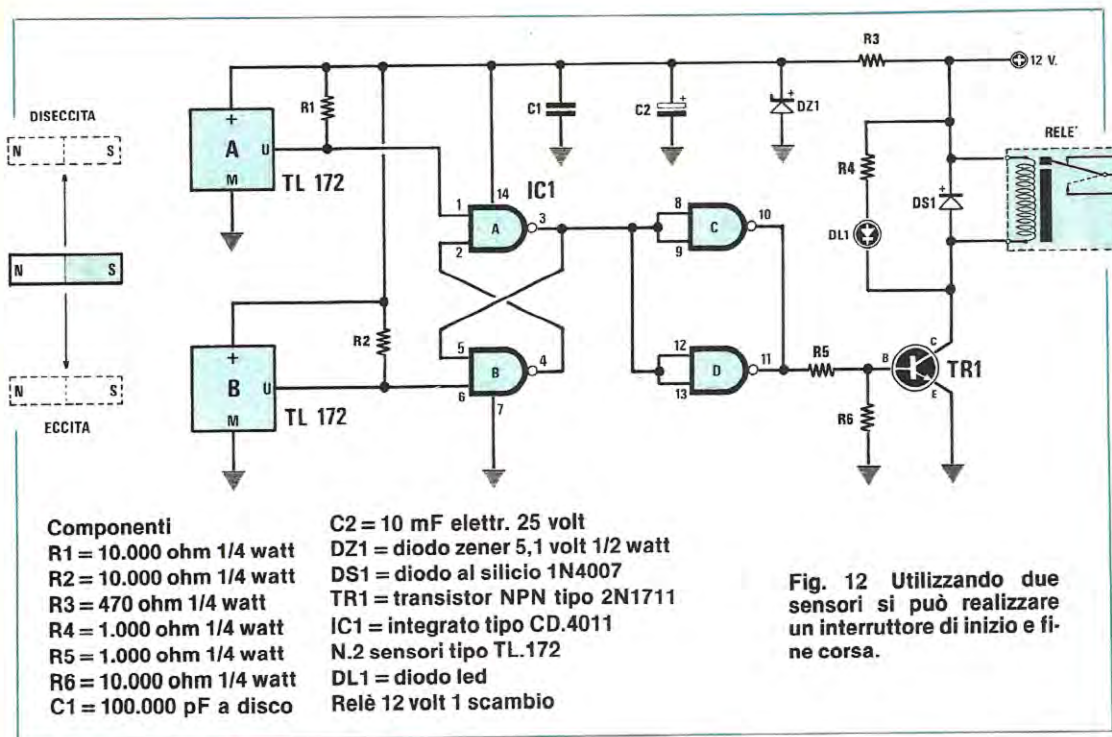 R3
12 V.
DISECCITA
N S
+
A
U
M
TL 172
R1
C1
+
C2
+
DZ1
RELE'
R4
+
DS1
DL1
14
IC1
1
2
A
3
8
9
C
10
N S
R2
+
B
U
M
TL 172
5
6
B
4
7
12
13
D
11
R5
B
C
E
TR1
R6
N S
ECCITA
Componenti
R1 = 10.000 ohm 1/4 watt
R2 = 10.000 ohm 1/4 watt
R3 = 470 ohm 1/4 watt
R4 = 1.000 ohm 1/4 watt
R5 = 1.000 ohm 1/4 watt
R6 = 10.000 ohm 1/4 watt
C1 = 100.000 pF a disco
C2 = 10 mF elettr. 25 volt
DZ1 = diodo zener 5,1 volt 1/2 watt
DS1 = diodo al silicio 1N4007
TR1 = transistor NPN tipo 2N1711
IC1 = integrato tipo CD.4011
N.2 sensori tipo TL.172
DL1 = diodo led
Relè 12 volt 1 scambio
Fig. 12 Utilizzando due
sensori si può realizzare
un interruttore di inizio e fi-
ne corsa.